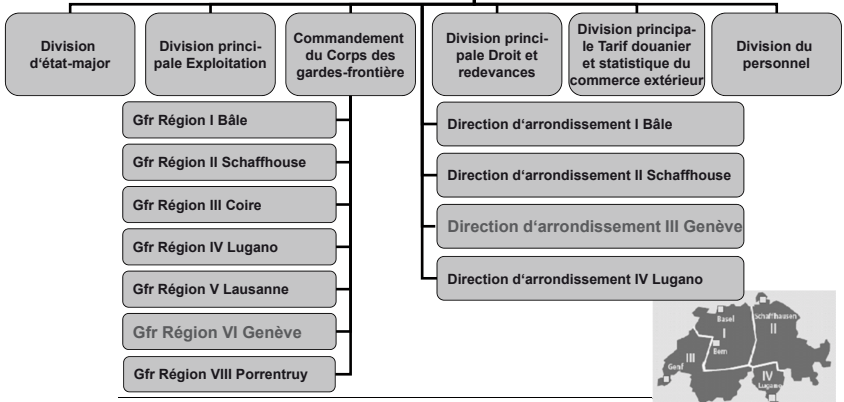 Division
d'état-major
Division princi-
pale Exploitation
Commandement
du Corps des
gardes-frontière
Division princi-
pale Droit et
redevances
Division principa-
le Tarif douanier
et statistique du
commerce extérieur
Division du
personnel
Gfr Région I Bâle
Gfr Région II Schaffhouse
Gfr Région III Coire
Gfr Région IV Lugano
Gfr Région V Lausanne
Gfr Région VI Genève
Gfr Région VIII Porrentruy
Direction d'arrondissement I Bâle
Direction d'arrondissement II Schaffhouse
Direction d'arrondissement III Genève
Direction d'arrondissement IV Lugano
Basel
Schaffhausen
I
II
Bern
III
Genf
IV
Lugano